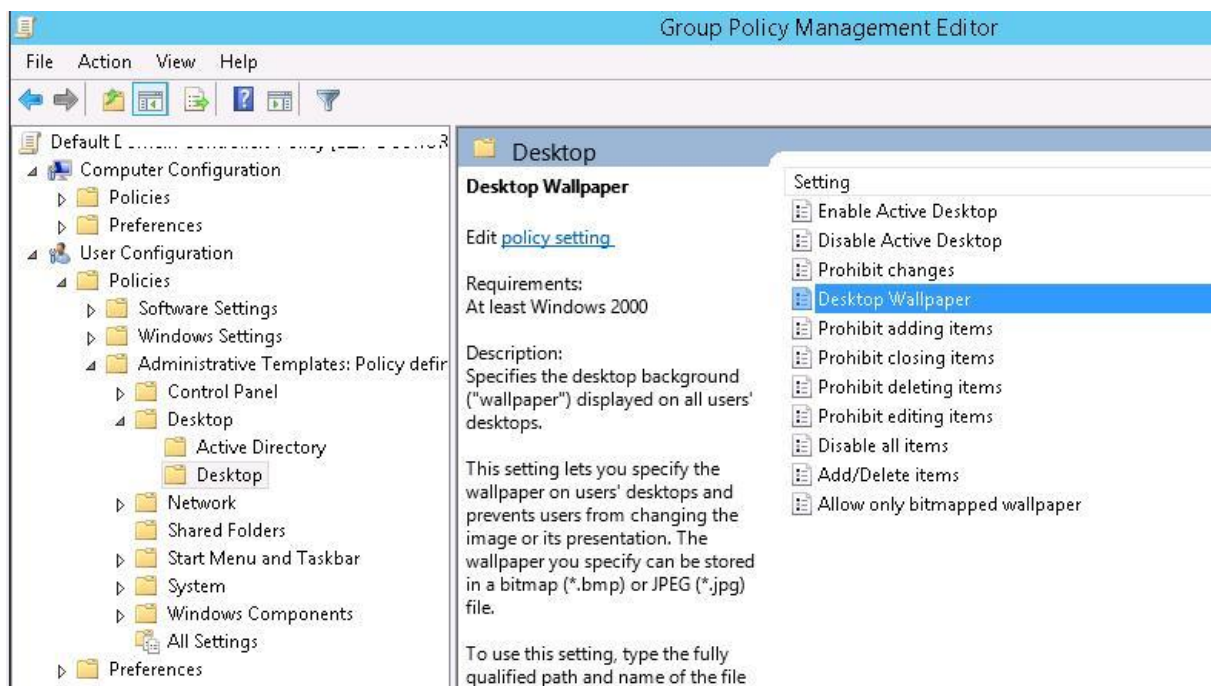 Group Policy Management Editor
File Action View Help
Default
Computer Configuration
Policies
Preferences
User Configuration
Policies
Software Settings
Windows Settings
Administrative Templates: Policy defir
Control Panel
Desktop
Active Directory
Desktop
Network
Shared Folders
Start Menu and Taskbar
System
Windows Components
All Settings
Preferences
Desktop
Desktop Wallpaper
Edit policy setting
Requirements:
At least Windows 2000
Description:
Specifies the desktop background
("wallpaper") displayed on all users'
desktops.
This setting lets you specify the
wallpaper on users' desktops and
prevents users from changing the
image or its presentation. The
wallpaper you specify can be stored
in a bitmap (*.bmp) or JPEG (*.jpg)
file.
To use this setting, type the fully
qualified path and name of the file
Setting
Enable Active Desktop
Disable Active Desktop
Prohibit changes
Desktop Wallpaper
Prohibit adding items
Prohibit closing items
Prohibit deleting items
Prohibit editing items
Disable all items
Add/Delete items
Allow only bitmapped wallpaper